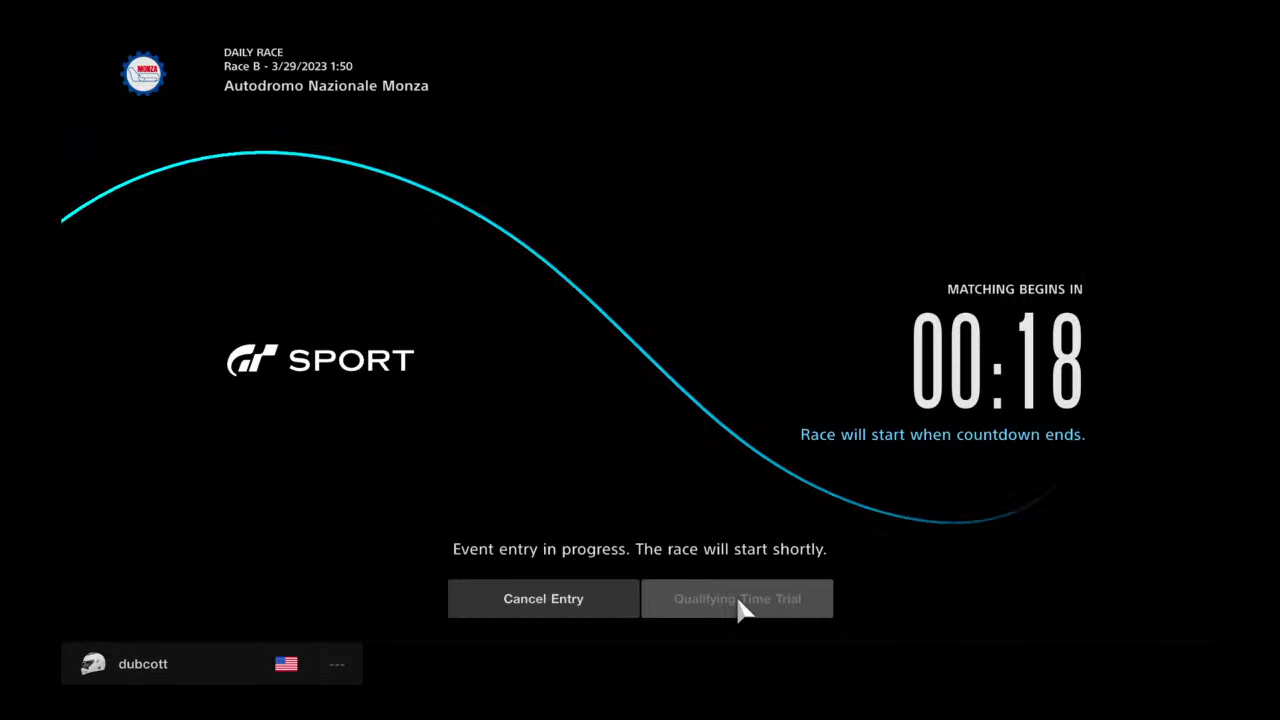 DAILY RACE
Race B - 3/29/2023 1:50
Autodromo Nazionale Monza
MONZA
MATCHING BEGINS IN
00:18
GT SPORT
Race will start when countdown ends.
Event entry in progress. The race will start shortly.
Cancel Entry
Qualifying Time Trial
dubcott
---